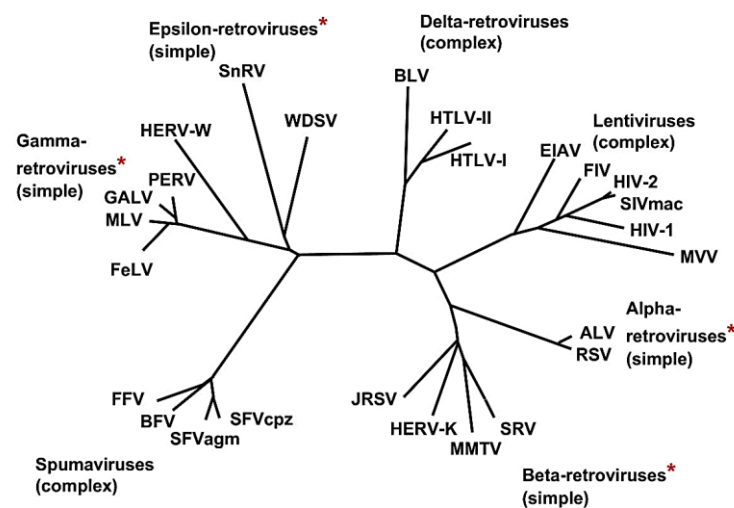 Epsilon-retroviruses*
(simple)
SnRV
WDSV
HERV-W
Gamma-
retroviruses*
(simple)
PERV
GALV
MLV
FeLV
Delta-retroviruses
(complex)
BLV
HTLV-II
HTLV-I
Lentiviruses
(complex)
EIAV
FIV
HIV-2
SIVmac
HIV-1
MVV
Alpha-
retroviruses*
(simple)
ALV
RSV
JRSV
HERV-K
MMTV
SRV
Beta-retroviruses*
(simple)
FFV
BFV
SFVagm
SFVcpz
Spumaviruses
(complex)